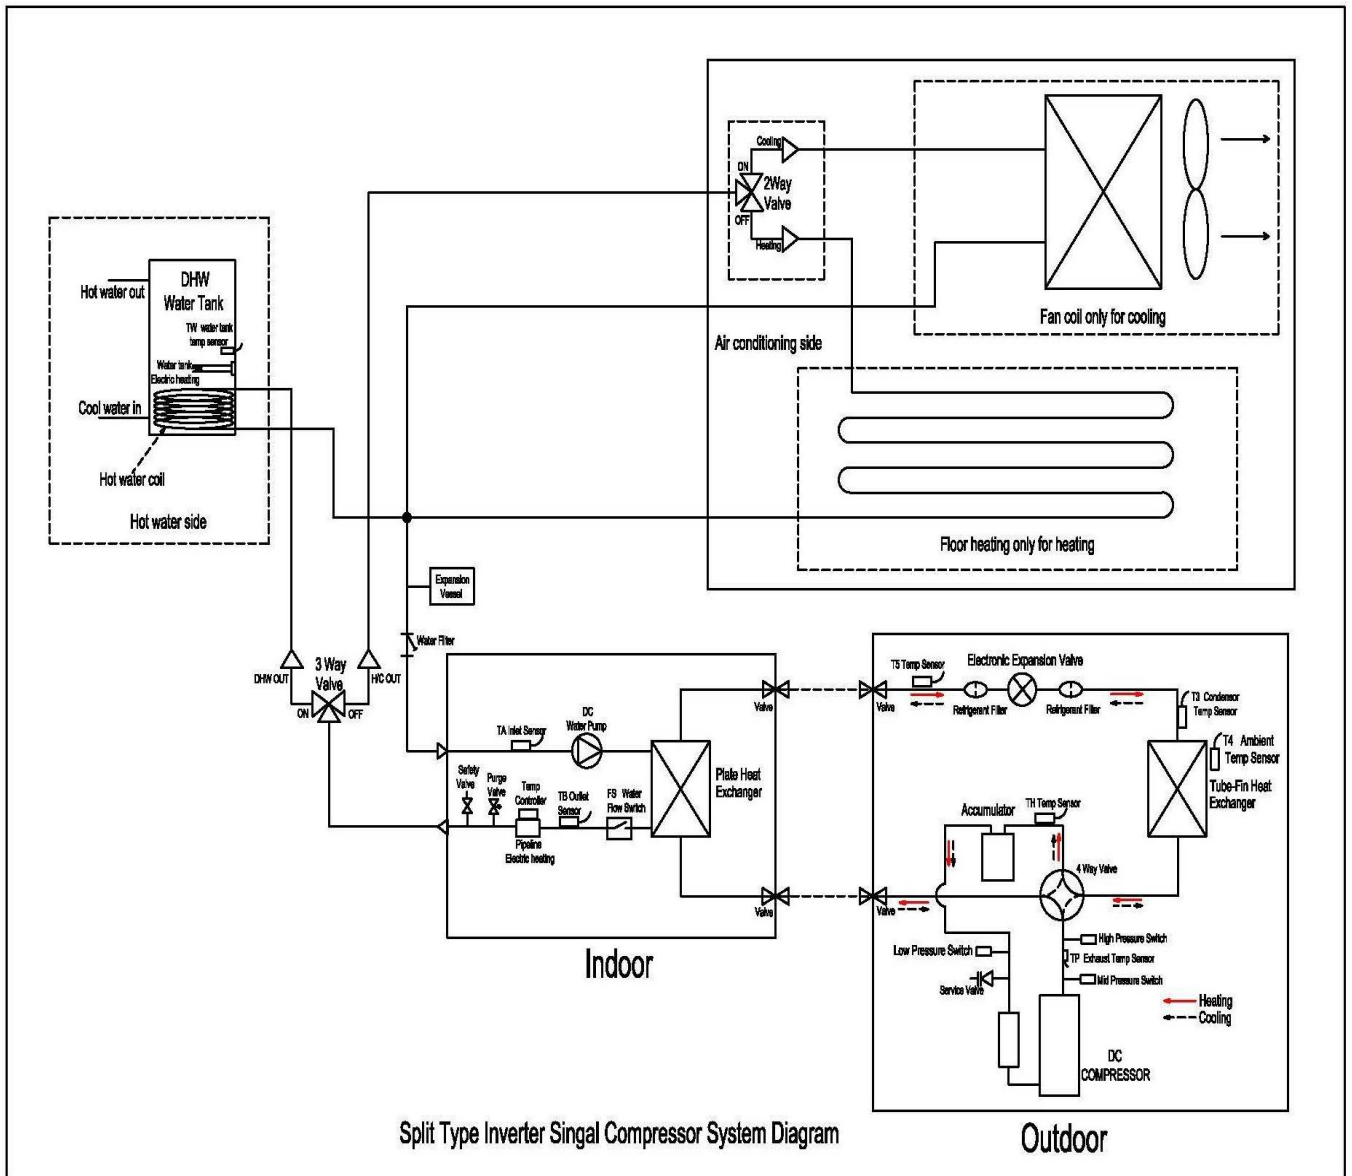 Cooling
ON
2Way
Valve
OFF
Heating
Fan coil only for cooling
Air conditioning side
Floor heating only for heating
DHW
Water Tank
Hot water out
TW water tank
temp sensor
Water tank
Electric heating
Cool water in
Hot water coil
Hot water side
Expansion
Vessel
Water Filter
3 Way
Valve
DHW OUT
H/C OUT
ON
OFF
TA Inlet Sensor
DC
Water Pump
Valve
Safety
Valve
Purge
Valve
Temp
Controller
TB Outlet
Sensor
FS Water
Flow Switch
Plate Heat
Exchanger
Pipeline
Electric heating
Valve
Indoor
T5 Temp Sensor
Electronic Expansion Valve
Valve
Refrigerant Filter
Refrigerant Filter
T3 Condensor
Temp Sensor
T4 Ambient
Temp Sensor
Tube-Fin Heat
Exchanger
Accumulator
TH Temp Sensor
4 Way Valve
Valve
High Pressure Switch
Low Pressure Switch
TP Exhaust Temp Sensor
Mid Pressure Switch
Service Valve
Heating
Cooling
DC
COMPRESSOR
Outdoor
Split Type Inverter Singal Compressor System Diagram